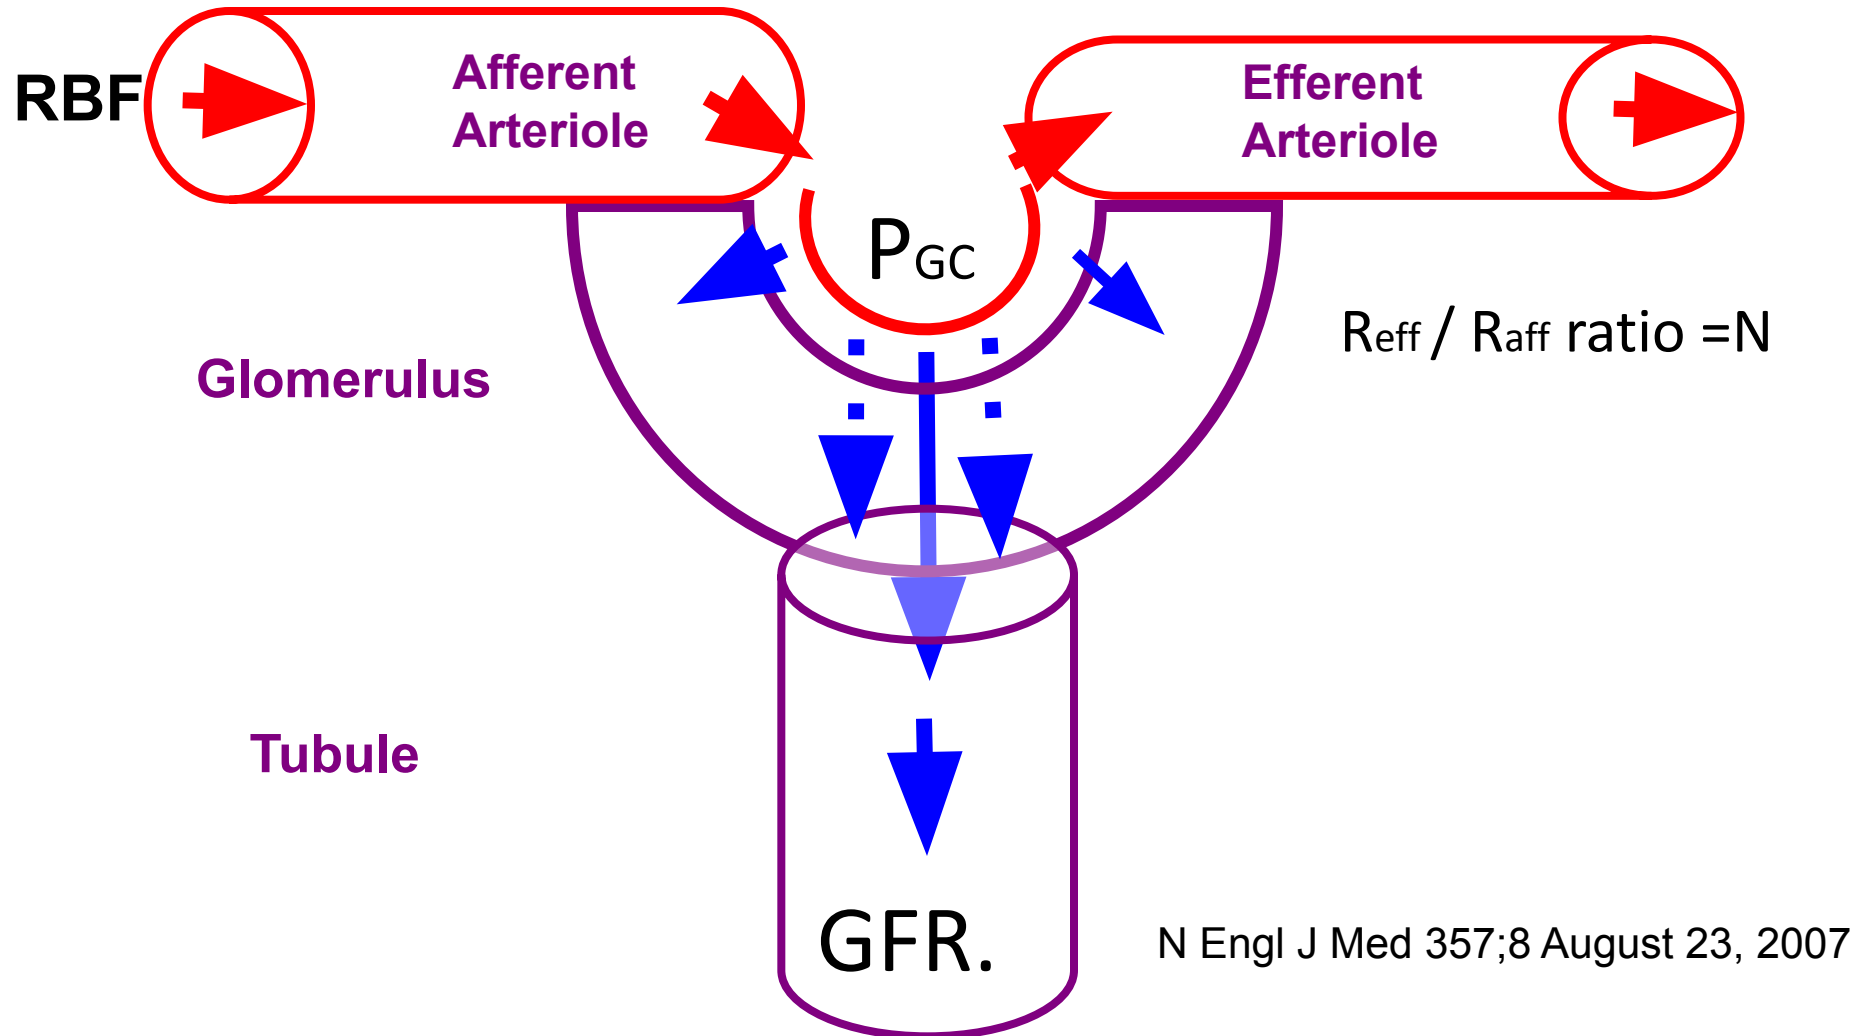 RBF
Afferent
Arteriole
Efferent
Arteriole
PGC
Reff / Raff ratio =N
Glomerulus
Tubule
GFR.
N Engl J Med 357;8 August 23, 2007